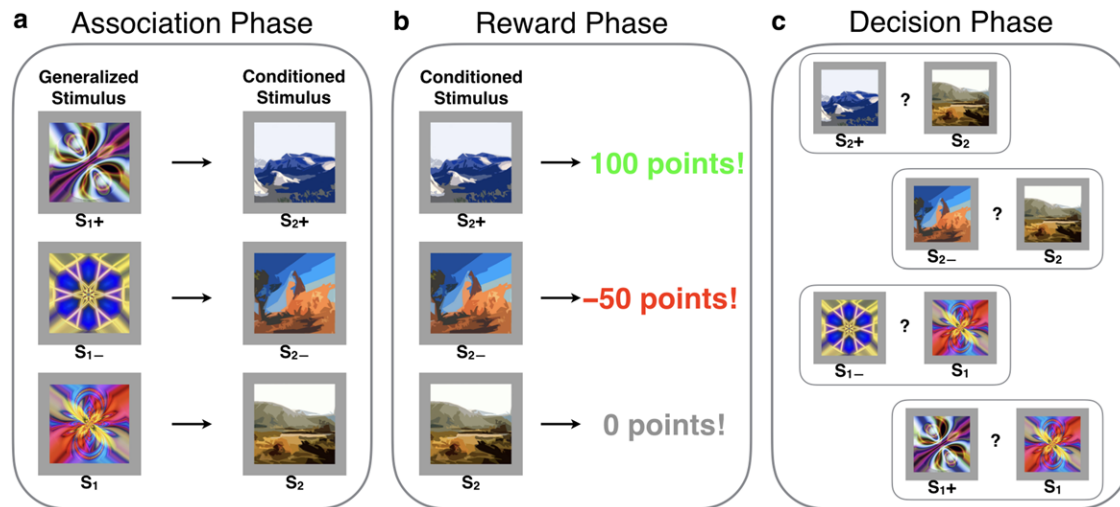 a Association Phase
Generalized
Stimulus
Conditioned
Stimulus
S1+
S2+
S1−
S2−
S1
S2
b Reward Phase
Conditioned
Stimulus
S2+
100 points!
S2−
−50 points!
S2
0 points!
c Decision Phase
?
S2+ S2
?
S2− S2
?
S1− S1
?
S1+ S1